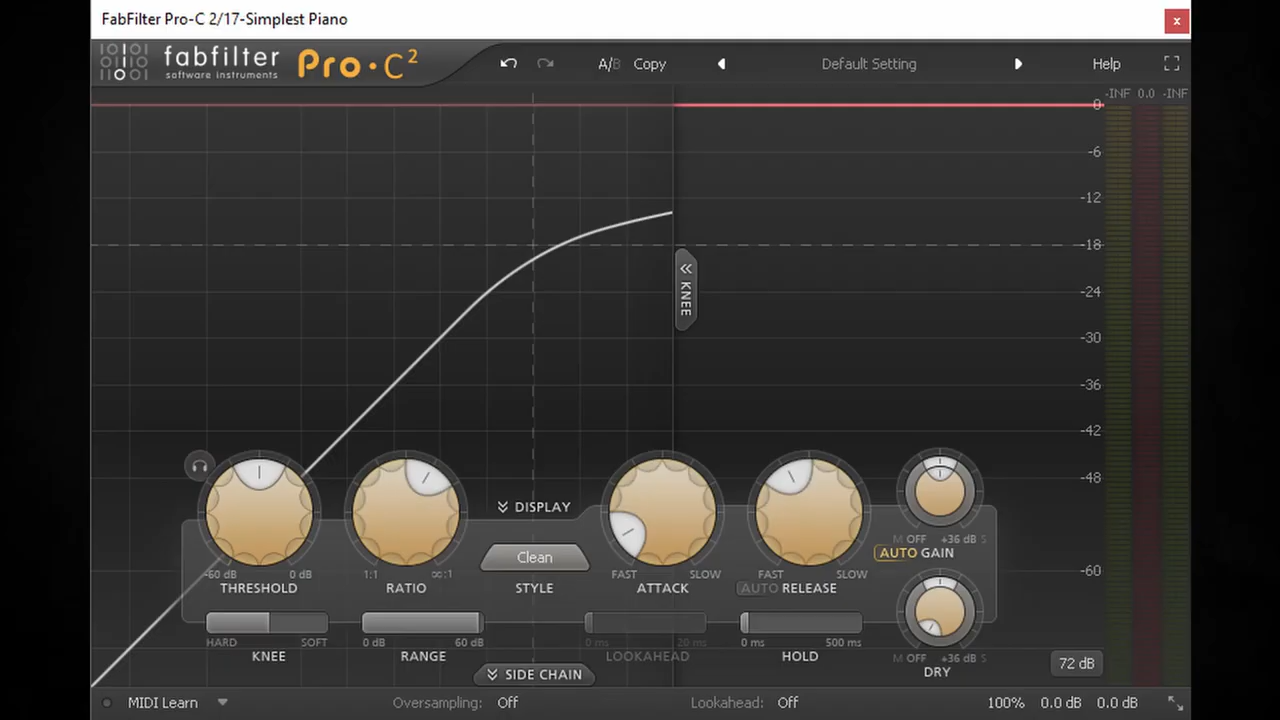 FabFilter Pro-C 2/17-Simplest Piano
x
fabfilter
software instruments
Pro·C²
A/B Copy
Default Setting
Help
-INF 0.0 -INF
0
-6
-12
-18
-24
-30
-36
-42
-48
-60
KNEE
DISPLAY
Clean
STYLE
-60 dB 0 dB
THRESHOLD
1:1 ∞:1
RATIO
FAST SLOW
ATTACK
FAST SLOW
AUTO RELEASE
M OFF +36 dB S
AUTO GAIN
HARD SOFT
KNEE
0 dB 60 dB
RANGE
0 ms 20 ms
LOOKAHEAD
0 ms 500 ms
HOLD
M OFF +36 dB S
DRY
SIDE CHAIN
72 dB
MIDI Learn
Oversampling: Off
Lookahead: Off
100% 0.0 dB 0.0 dB